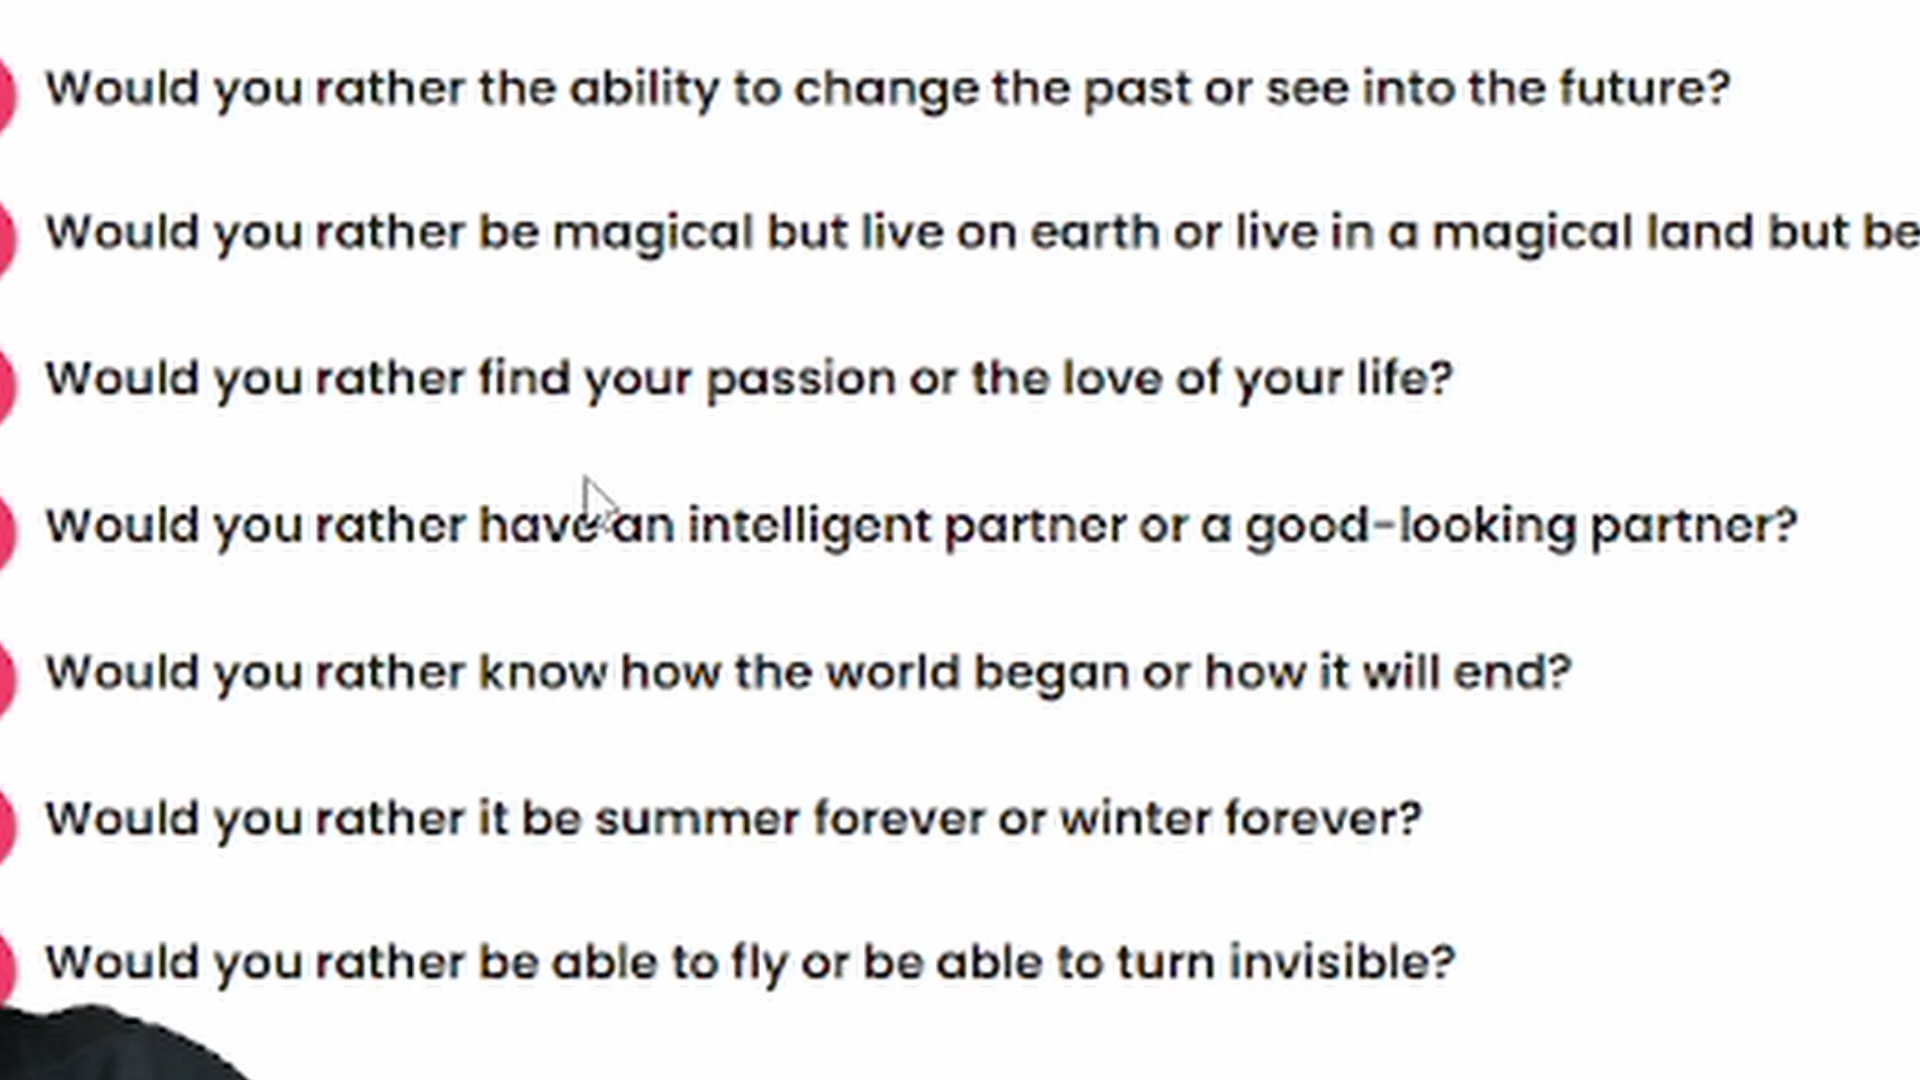 Would you rather the ability to change the past or see into the future?
Would you rather be magical but live on earth or live in a magical land but be
Would you rather find your passion or the love of your life?
Would you rather have an intelligent partner or a good-looking partner?
Would you rather know how the world began or how it will end?
Would you rather it be summer forever or winter forever?
Would you rather be able to fly or be able to turn invisible?